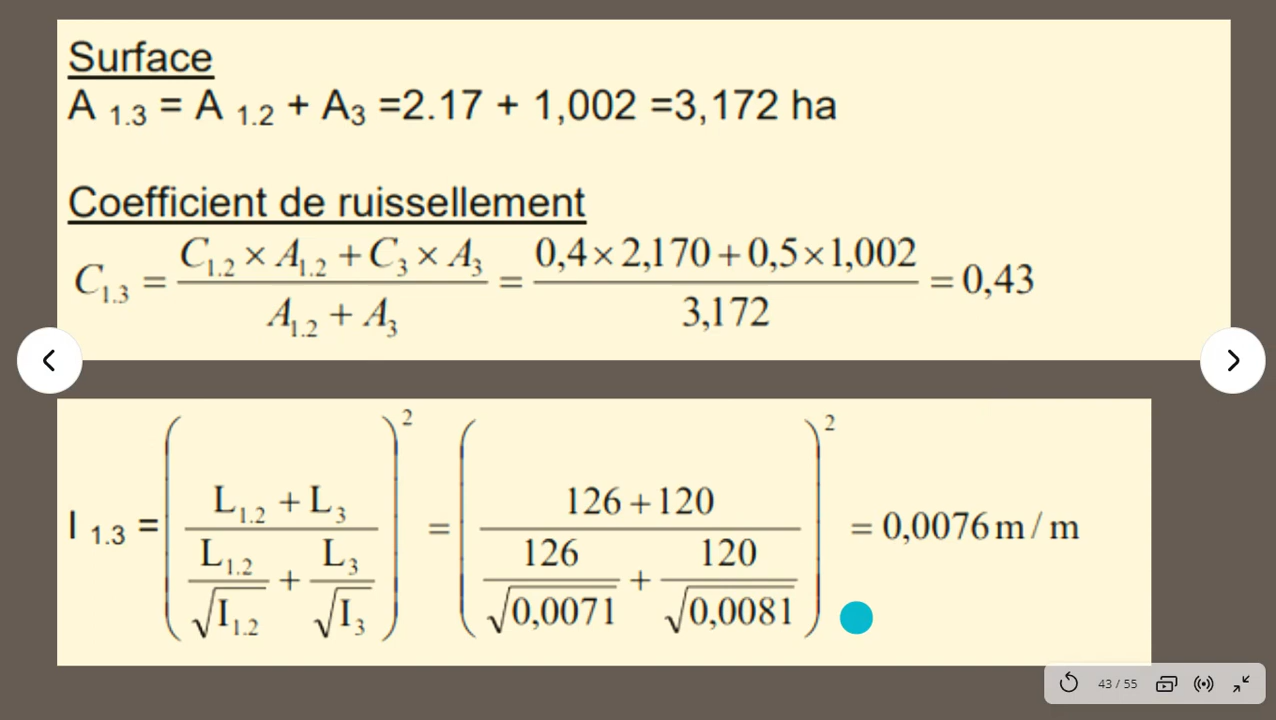 Surface
A 1.3 = A 1.2 + A3 =2.17 + 1,002 =3,172 ha
Coefficient de ruissellement
C1.3 = (C1.2 × A1.2 + C3 × A3) / (A1.2 + A3) = (0,4×2,170+0,5×1,002) / 3,172 = 0,43
I 1.3 = ((L1.2 + L3) / (L1.2/√I1.2 + L3/√I3))² = ((126+120) / (126/√0,0071 + 120/√0,0081))² = 0,0076 m/m
43 / 55